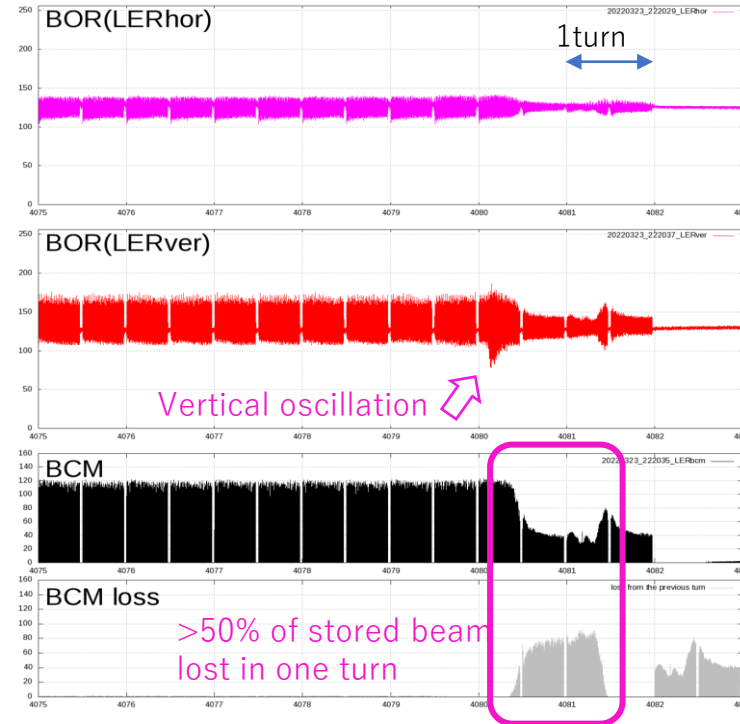 BOR(LERhor)
20220323_222029_LERhor
1turn
250
200
150
100
50
0
4075 4076 4077 4078 4079 4080 4081 4082
BOR(LERver)
20220323_222037_LERver
250
200
150
100
50
0
Vertical oscillation
4075 4076 4077 4078 4079 4080 4081 4082
BCM
20220323_222035_LERbcm
160
140
120
100
80
60
40
20
0
4075 4076 4077 4078 4079 4080 4081 4082
BCM loss
loss from the previous turn
160
140
120
100
80
60
40
20
0
>50% of stored beam
lost in one turn
4075 4076 4077 4078 4079 4080 4081 4082